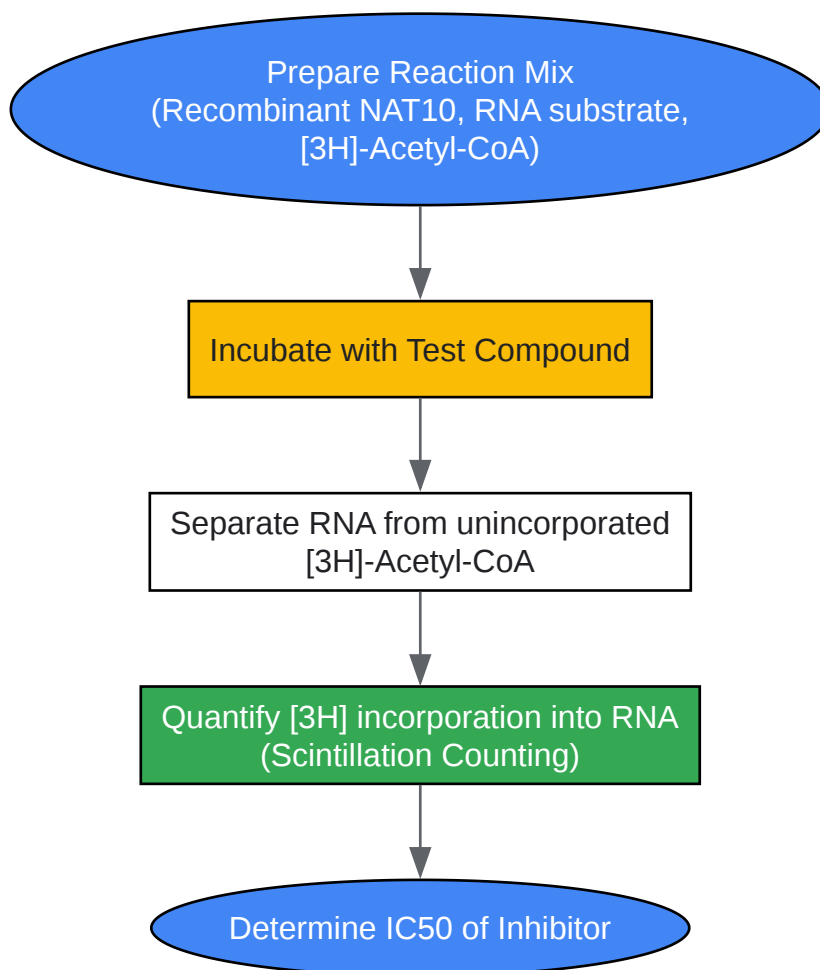 Prepare Reaction Mix
(Recombinant NAT10, RNA substrate,
[3H]-Acetyl-CoA)
Incubate with Test Compound
Separate RNA from unincorporated
[3H]-Acetyl-CoA
Quantify [3H] incorporation into RNA
(Scintillation Counting)
Determine IC50 of Inhibitor